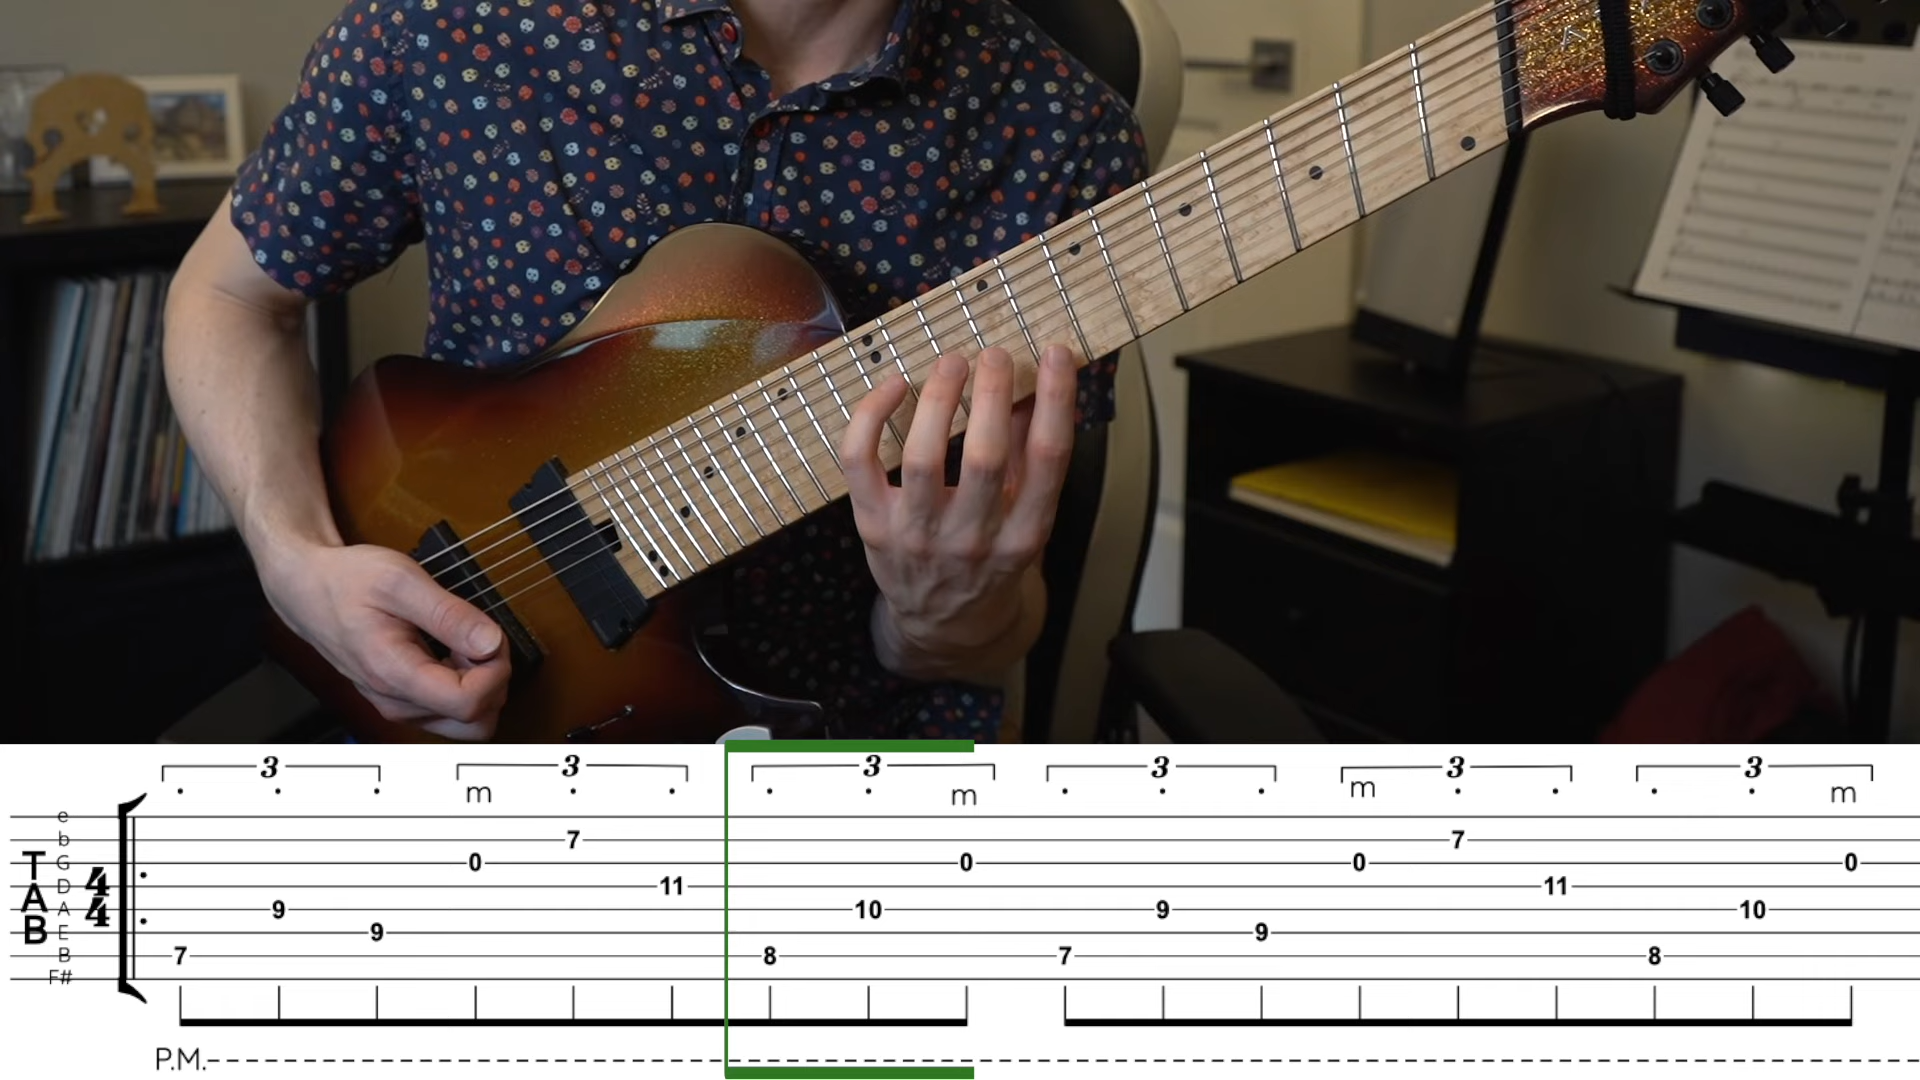 3 3 3 3 3 3
. . . m . . . . m . . . m . . . . m
e
b 7 7
T G 0 0 0 0
4 D 11 11
A 4 A 9 10 9 10
B E 9 9
B 7 8 7 8
F#
P.M.